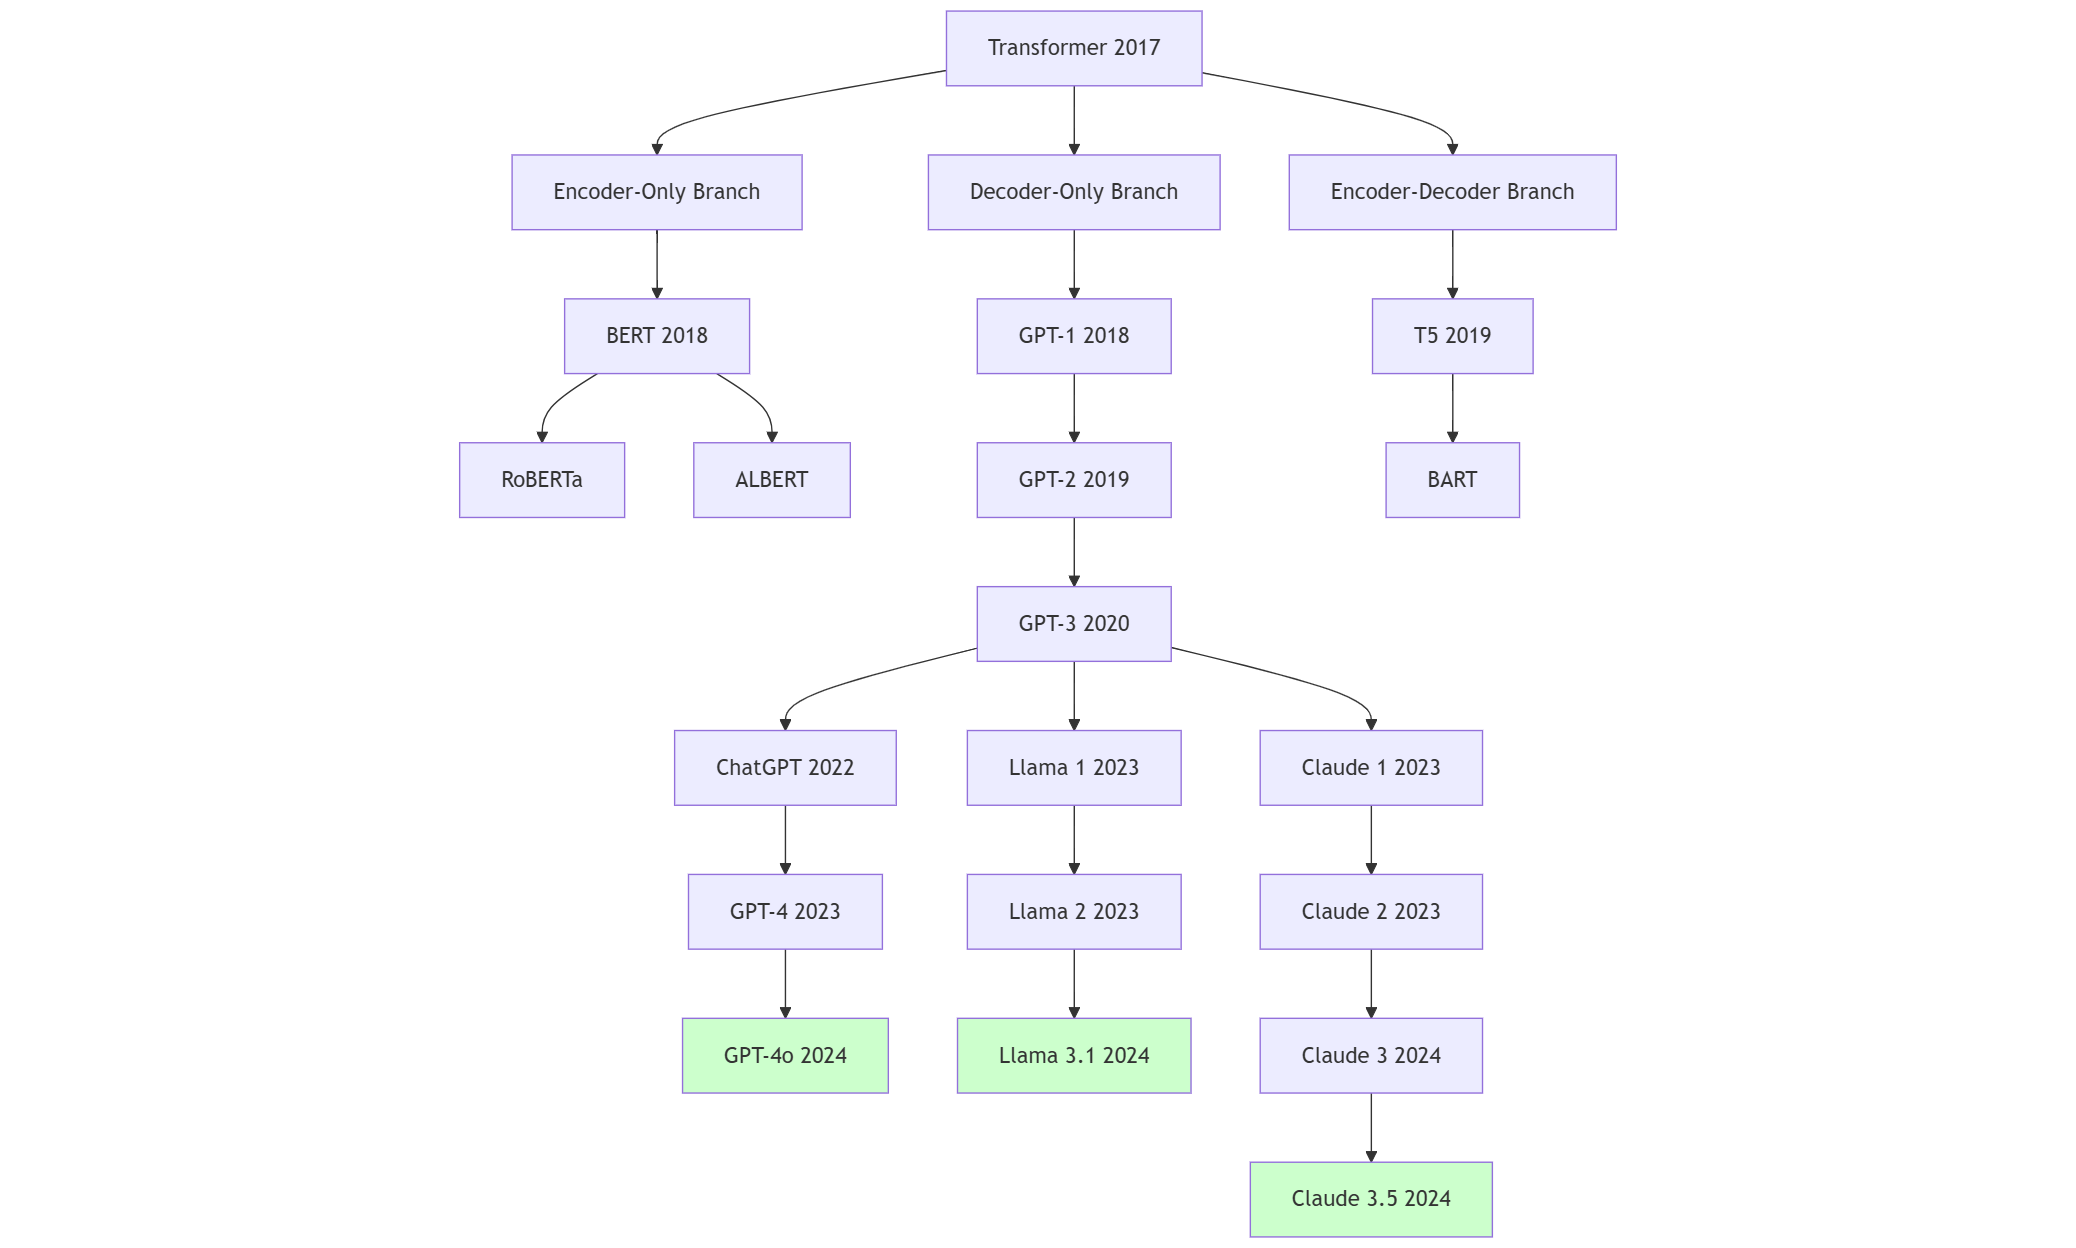 Transformer 2017
Encoder-Only Branch
Decoder-Only Branch
Encoder-Decoder Branch
BERT 2018
GPT-1 2018
T5 2019
RoBERTa
ALBERT
GPT-2 2019
BART
GPT-3 2020
ChatGPT 2022
Llama 1 2023
Claude 1 2023
GPT-4 2023
Llama 2 2023
Claude 2 2023
GPT-4o 2024
Llama 3.1 2024
Claude 3 2024
Claude 3.5 2024